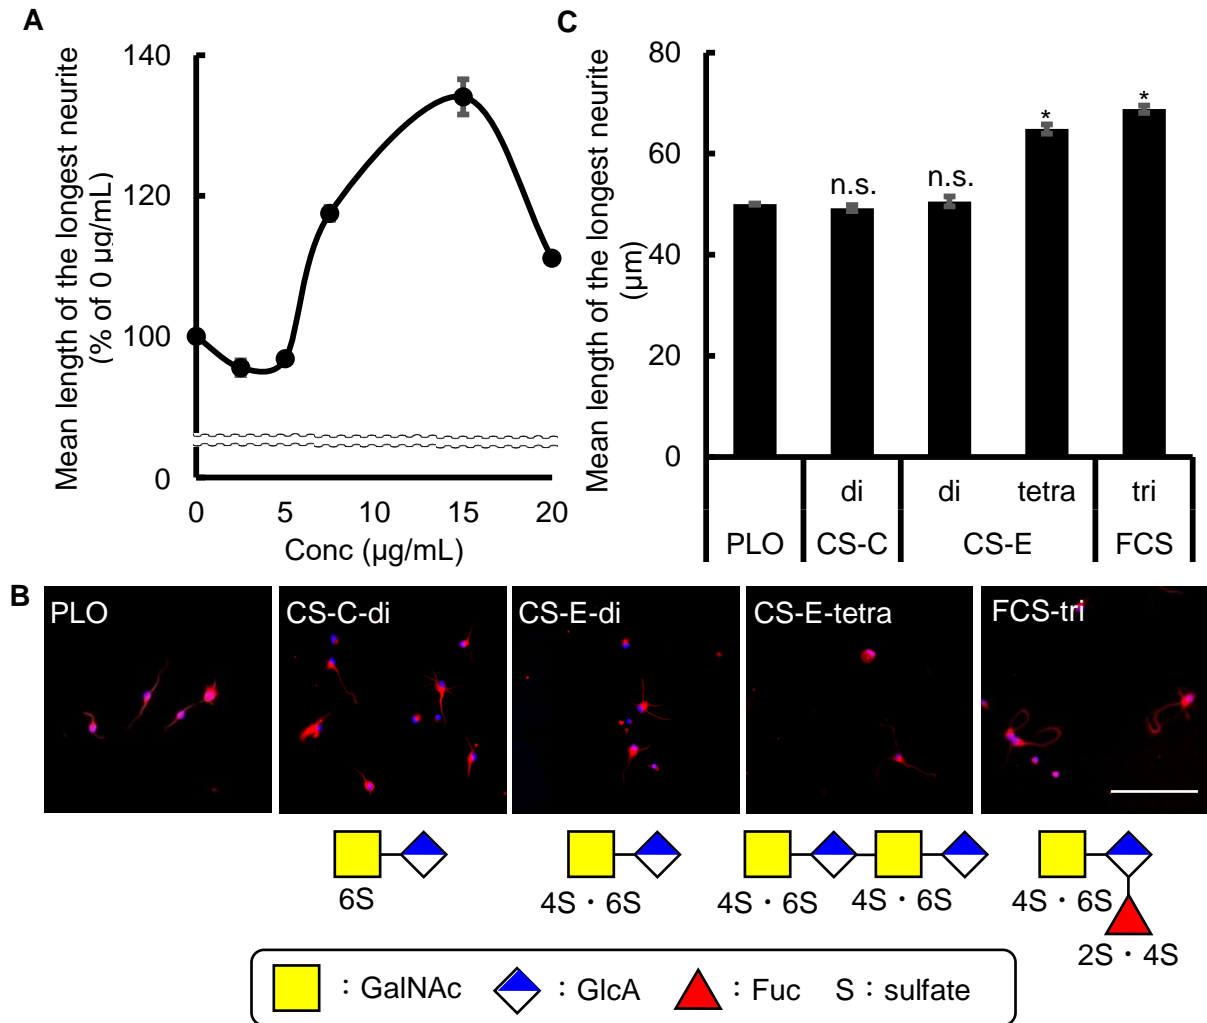 A
Mean length of the longest neurite
(% of 0 µg/mL)
140
120
100
0
0 5 10 15 20
Conc (µg/mL)
C
Mean length of the longest neurite
(µm)
80
60
40
20
0
n.s.
n.s.
*
*
di di tetra tri
PLO CS-C CS-E FCS
B
PLO
CS-C-di
CS-E-di
CS-E-tetra
FCS-tri
6S
4S・6S
4S・6S 4S・6S
4S・6S
2S・4S
: GalNAc : GlcA : Fuc S : sulfate